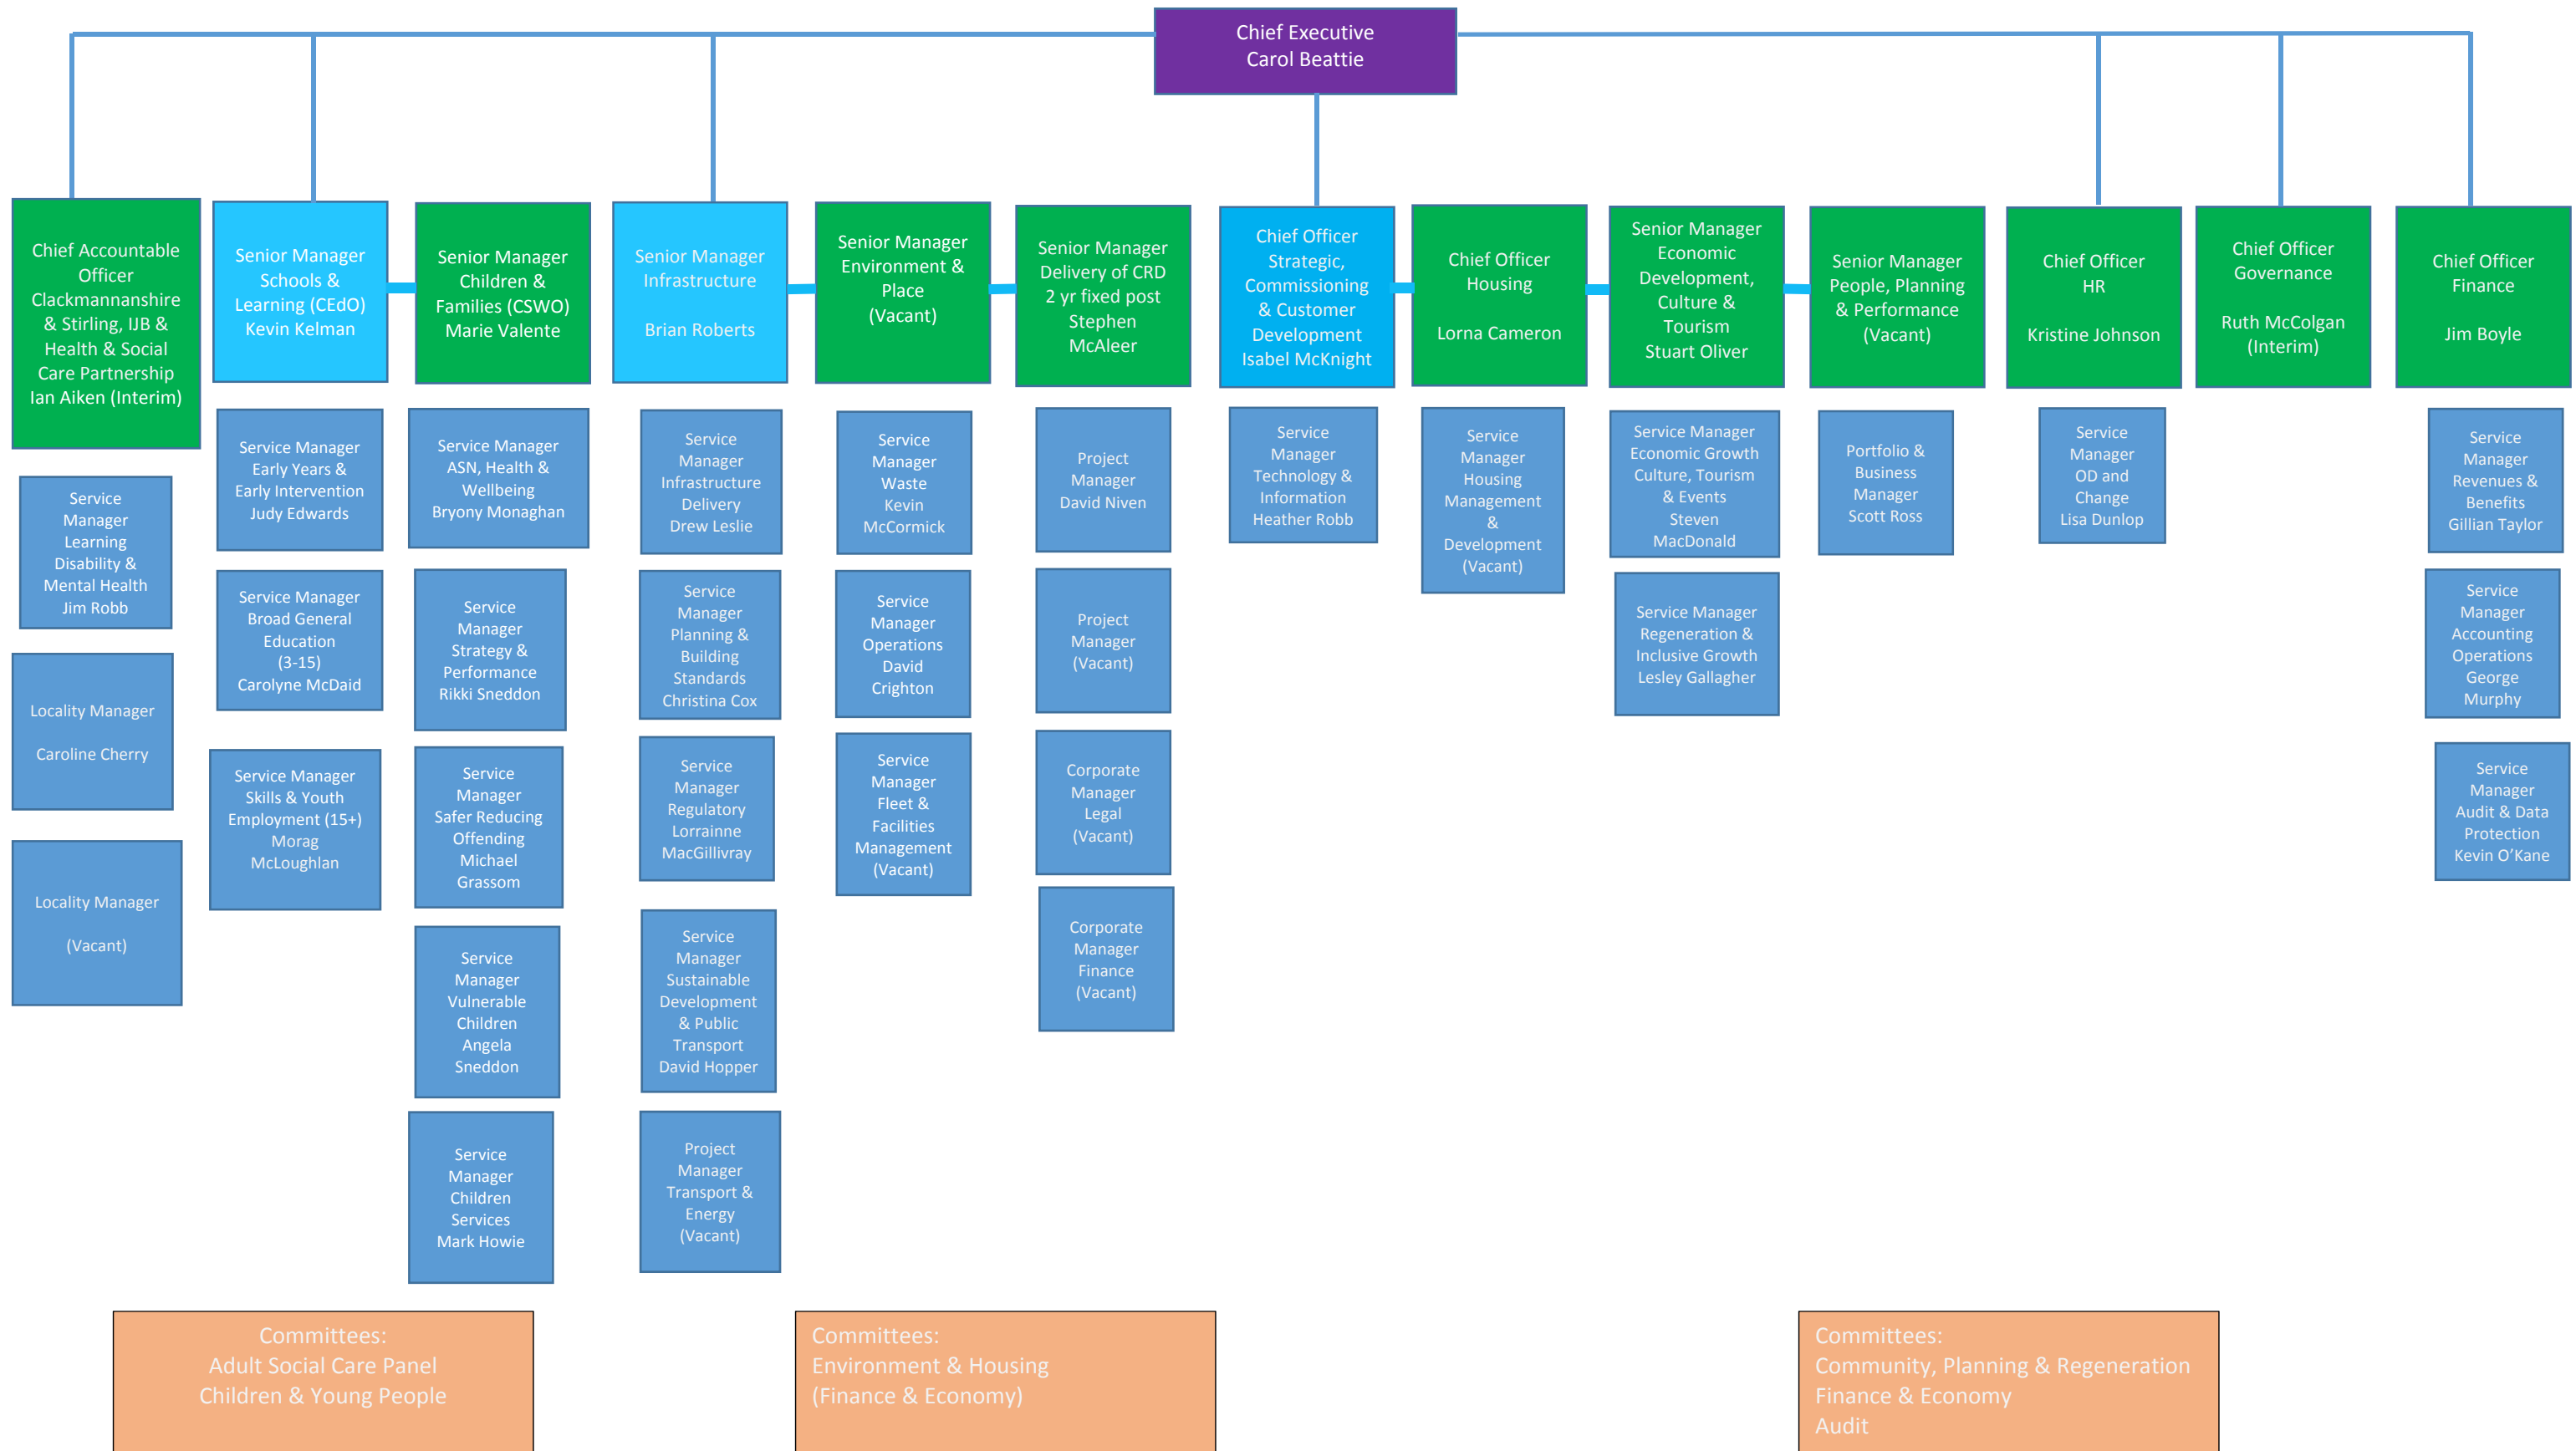 Chief Executive
Carol Beattie
Chief Accountable
Officer
Clackmannanshire
& Stirling, IJB &
Health & Social
Care Partnership
Ian Aiken (Interim)
Senior Manager
Schools &
Learning (CEdO)
Kevin Kelman
Senior Manager
Children &
Families (CSWO)
Marie Valente
Senior Manager
Infrastructure
Brian Roberts
Senior Manager
Environment &
Place
(Vacant)
Senior Manager
Delivery of CRD
2 yr fixed post
Stephen
McAleer
Chief Officer
Strategic,
Commissioning
& Customer
Development
Isabel McKnight
Chief Officer
Housing
Lorna Cameron
Senior Manager
Economic
Development,
Culture &
Tourism
Stuart Oliver
Senior Manager
People, Planning
& Performance
(Vacant)
Chief Officer
HR
Kristine Johnson
Chief Officer
Governance
Ruth McColgan
(Interim)
Chief Officer
Finance
Jim Boyle
Service
Manager
Learning
Disability &
Mental Health
Jim Robb
Locality Manager
Caroline Cherry
Locality Manager
(Vacant)
Service Manager
Early Years &
Early Intervention
Judy Edwards
Service Manager
Broad General
Education
(3-15)
Carolyne McDaid
Service Manager
Skills & Youth
Employment (15+)
Morag
McLoughlan
Service Manager
ASN, Health &
Wellbeing
Bryony Monaghan
Service
Manager
Strategy &
Performance
Rikki Sneddon
Service
Manager
Safer Reducing
Offending
Michael
Grassom
Service
Manager
Vulnerable
Children
Angela
Sneddon
Service
Manager
Children
Services
Mark Howie
Service
Manager
Infrastructure
Delivery
Drew Leslie
Service
Manager
Planning &
Building
Standards
Christina Cox
Service
Manager
Regulatory
Lorrainne
MacGillivray
Service
Manager
Sustainable
Development
& Public
Transport
David Hopper
Project
Manager
Transport &
Energy
(Vacant)
Service
Manager
Waste
Kevin
McCormick
Service
Manager
Operations
David
Crighton
Service
Manager
Fleet &
Facilities
Management
(Vacant)
Project
Manager
David Niven
Project
Manager
(Vacant)
Corporate
Manager
Legal
(Vacant)
Corporate
Manager
Finance
(Vacant)
Service
Manager
Technology &
Information
Heather Robb
Service
Manager
Housing
Management
&
Development
(Vacant)
Service Manager
Economic Growth
Culture, Tourism
& Events
Steven
MacDonald
Service Manager
Regeneration &
Inclusive Growth
Lesley Gallagher
Portfolio &
Business
Manager
Scott Ross
Service
Manager
OD and
Change
Lisa Dunlop
Service
Manager
Revenues &
Benefits
Gillian Taylor
Service
Manager
Accounting
Operations
George
Murphy
Service
Manager
Audit & Data
Protection
Kevin O’Kane
Committees:
Adult Social Care Panel
Children & Young People
Committees:
Environment & Housing
(Finance & Economy)
Committees:
Community, Planning & Regeneration
Finance & Economy
Audit